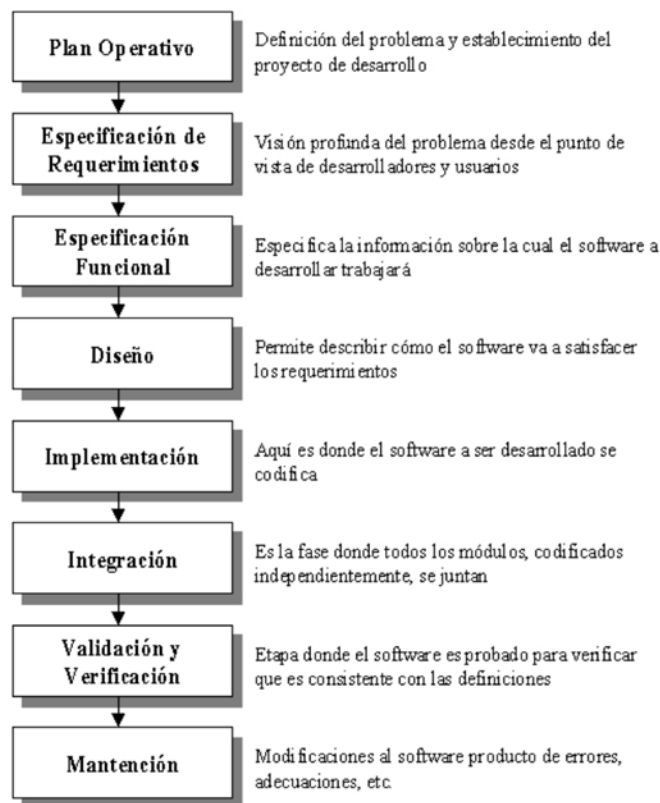 Plan Operativo
Definición del problema y establecimiento del
proyecto de desarrollo
Especificación de
Requerimientos
Visión profunda del problema desde el punto de
vista de desarrolladores y usuarios
Especificación
Funcional
Especifica la información sobre la cual el software a
desarrollar trabajará
Diseño
Permite describir cómo el software va a satisfacer
los requerimientos
Implementación
Aquí es donde el software a ser desarrollado se
codifica
Integración
Es la fase donde todos los módulos, codificados
independientemente, se juntan
Validación y
Verificación
Etapa donde el software es probado para verificar
que es consistente con las definiciones
Mantención
Modificaciones al software producto de errores,
adecuaciones, etc.